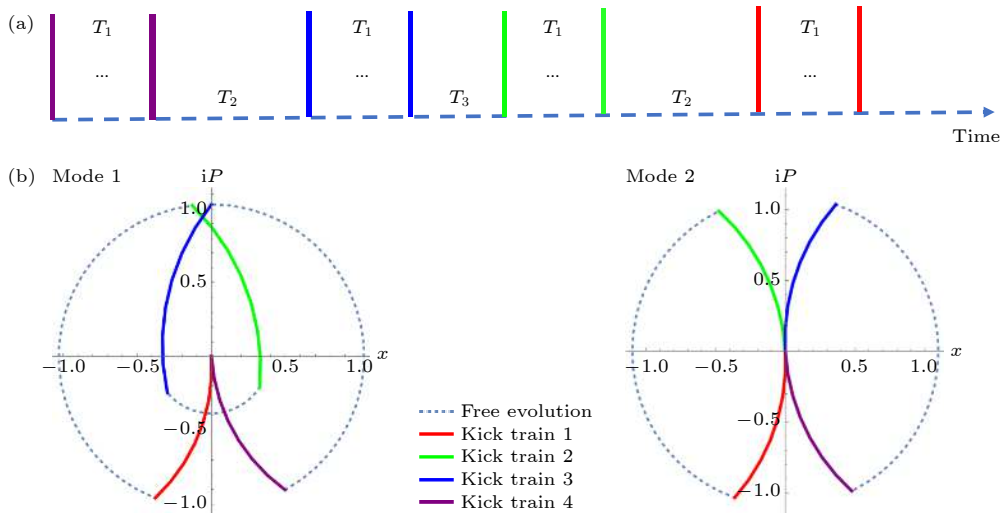 (a)
T1 T1 T1 T1
... ... ... ...
T2 T3 T2
Time
(b) Mode 1 iP Mode 2 iP
1.0 1.0
0.5 0.5
x x
−1.0 −0.5 0.5 1.0 −1.0 −0.5 0.5 1.0
−0.5 −0.5
−1.0 −1.0
Free evolution
Kick train 1
Kick train 2
Kick train 3
Kick train 4